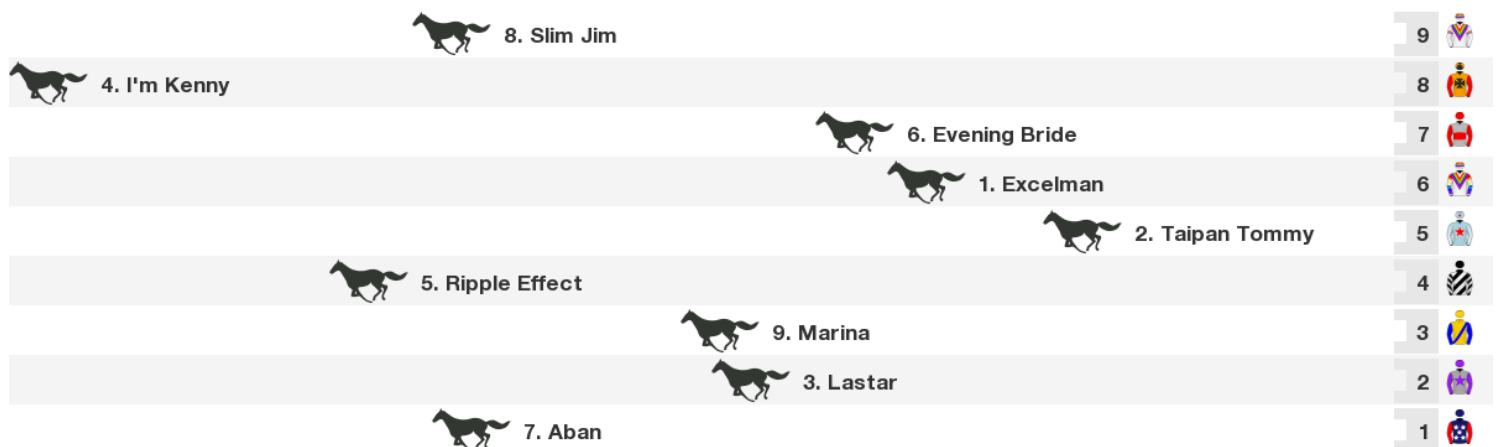 8. Slim Jim 9
4. I'm Kenny 8
6. Evening Bride 7
1. Excelman 6
2. Taipan Tommy 5
5. Ripple Effect 4
9. Marina 3
3. Lastar 2
7. Aban 1